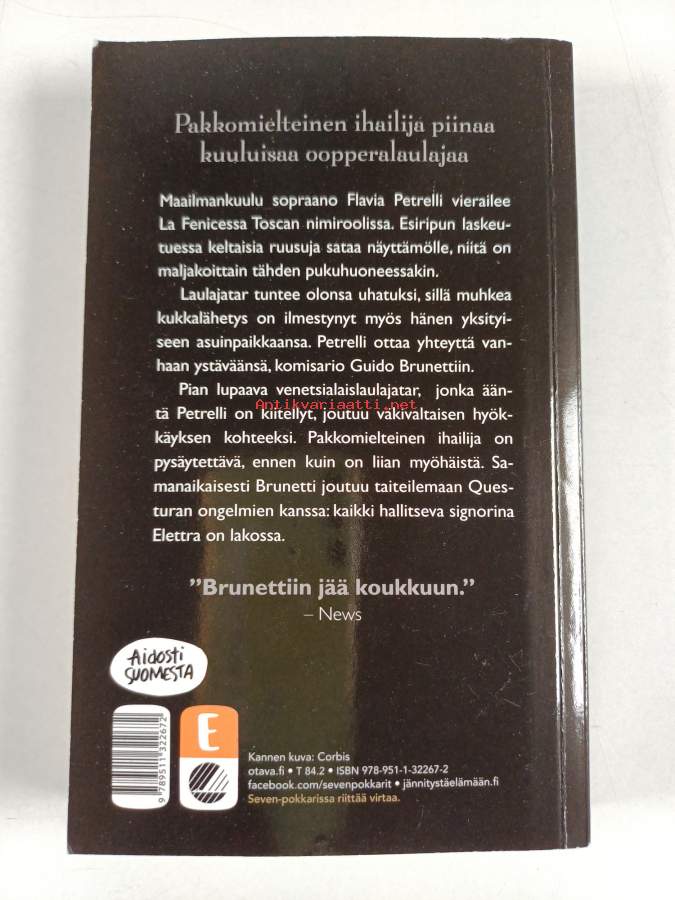 Pakkomielteinen ihailija piinaa
kuuluisaa oopperalaulajaa
Maailmankuulu sopraano Flavia Petrelli vierailee
La Fenicessa Toscan nimiroolissa. Esiripun laskeu-
tuessa keltaisia ruusuja sataa näyttämölle, niitä on
maljakoittain tähden pukuhuoneessakin.
Laulajatar tuntee olonsa uhatuksi, sillä muhkea
kukkalähetys on ilmestynyt myös hänen yksityi-
seen asuinpaikkaansa. Petrelli ottaa yhteyttä van-
haan ystäväänsä, komisario Guido Brunettiin.
Pian lupaava venetsialaislaulajatar, jonka ään-
tä Petrelli on kiitellyt, joutuu väkivaltaisen hyök-
Antikvariaatti.net
käyksen kohteeksi. Pakkomielteinen ihailija on
pysäytettävä, ennen kuin on liian myöhäistä. Sa-
manaikaisesti Brunetti joutuu taiteilemaan Ques-
turan ongelmien kanssa: kaikki hallitseva signorina
Elettra on lakossa.
”Brunettiin jää koukkuun.”
– News
Aidosti
SUOMESTA
E
9 789511 322672
Kannen kuva: Corbis
otava.fi • T 84.2 • ISBN 978-951-1-32267-2
facebook.com/sevenpokkarit • jännitystäelämään.fi
Seven-pokkarissa riittää virtaa.